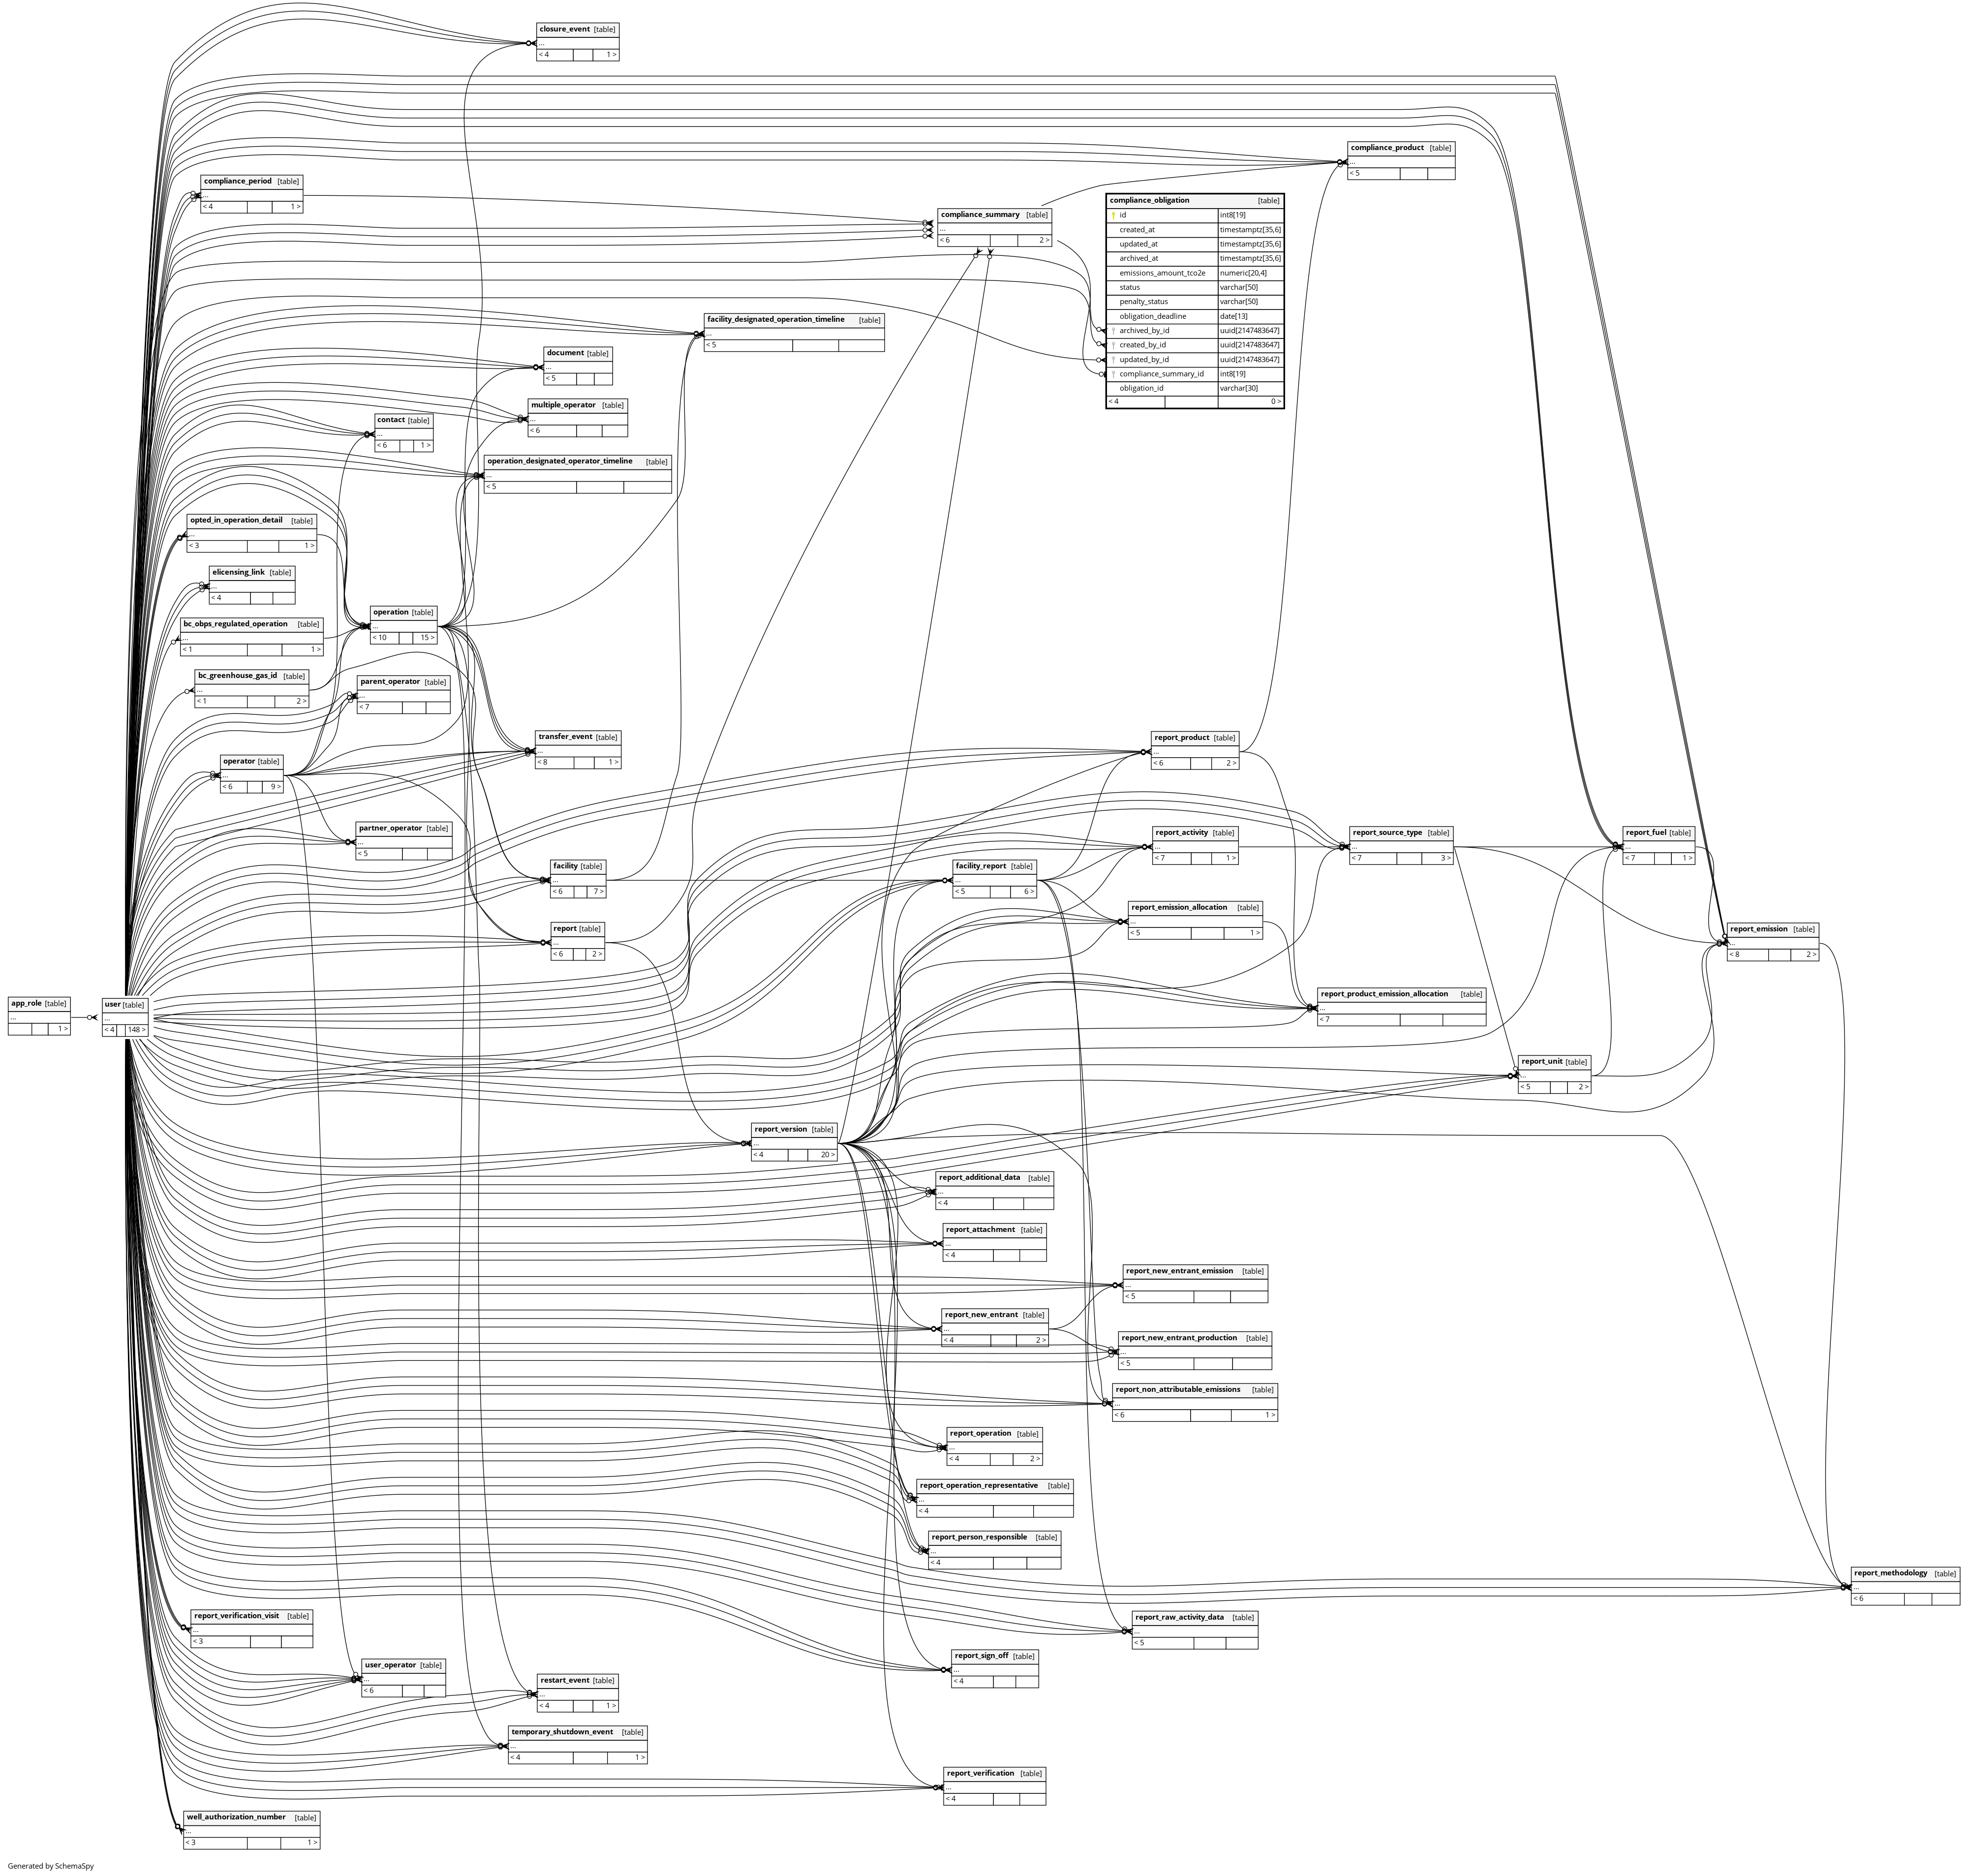 closure_event [table]
...
< 4 1 >
compliance_product [table]
...
< 5
compliance_period [table]
...
< 4 1 >
compliance_obligation [table]
id int8[19]
created_at timestamptz[35,6]
updated_at timestamptz[35,6]
archived_at timestamptz[35,6]
emissions_amount_tco2e numeric[20,4]
status varchar[50]
penalty_status varchar[50]
obligation_deadline date[13]
archived_by_id uuid[2147483647]
created_by_id uuid[2147483647]
updated_by_id uuid[2147483647]
compliance_summary_id int8[19]
obligation_id varchar[30]
< 4 0 >
compliance_summary [table]
...
< 6 2 >
facility_designated_operation_timeline [table]
...
< 5
document [table]
...
< 5
multiple_operator [table]
...
< 6
contact [table]
...
< 6 1 >
operation_designated_operator_timeline [table]
...
< 5
opted_in_operation_detail [table]
...
< 3 1 >
elicensing_link [table]
...
< 4
operation [table]
...
< 10 15 >
bc_obps_regulated_operation [table]
...
< 1 1 >
bc_greenhouse_gas_id [table]
...
< 1 2 >
parent_operator [table]
...
< 7
transfer_event [table]
...
< 8 1 >
report_product [table]
...
< 6 2 >
operator [table]
...
< 6 9 >
partner_operator [table]
...
< 5
report_activity [table]
...
< 7 1 >
report_source_type [table]
...
< 7 3 >
report_fuel [table]
...
< 7 1 >
facility [table]
...
< 6 7 >
facility_report [table]
...
< 5 6 >
report_emission_allocation [table]
...
< 5 1 >
report [table]
...
< 6 2 >
report_emission [table]
...
< 8 2 >
report_product_emission_allocation [table]
...
< 7
app_role [table]
...
1 >
user [table]
...
< 4 148 >
report_unit [table]
...
< 5 2 >
report_version [table]
...
< 4 20 >
report_additional_data [table]
...
< 4
report_attachment [table]
...
< 4
report_new_entrant_emission [table]
...
< 5
report_new_entrant [table]
...
< 4 2 >
report_new_entrant_production [table]
...
< 5
report_non_attributable_emissions [table]
...
< 6 1 >
report_operation [table]
...
< 4 2 >
report_operation_representative [table]
...
< 4
report_person_responsible [table]
...
< 4
report_methodology [table]
...
< 6
report_verification_visit [table]
...
< 3
report_raw_activity_data [table]
...
< 5
report_sign_off [table]
...
< 4
user_operator [table]
...
< 6
restart_event [table]
...
< 4 1 >
temporary_shutdown_event [table]
...
< 4 1 >
report_verification [table]
...
< 4
well_authorization_number [table]
...
< 3 1 >
Generated by SchemaSpy